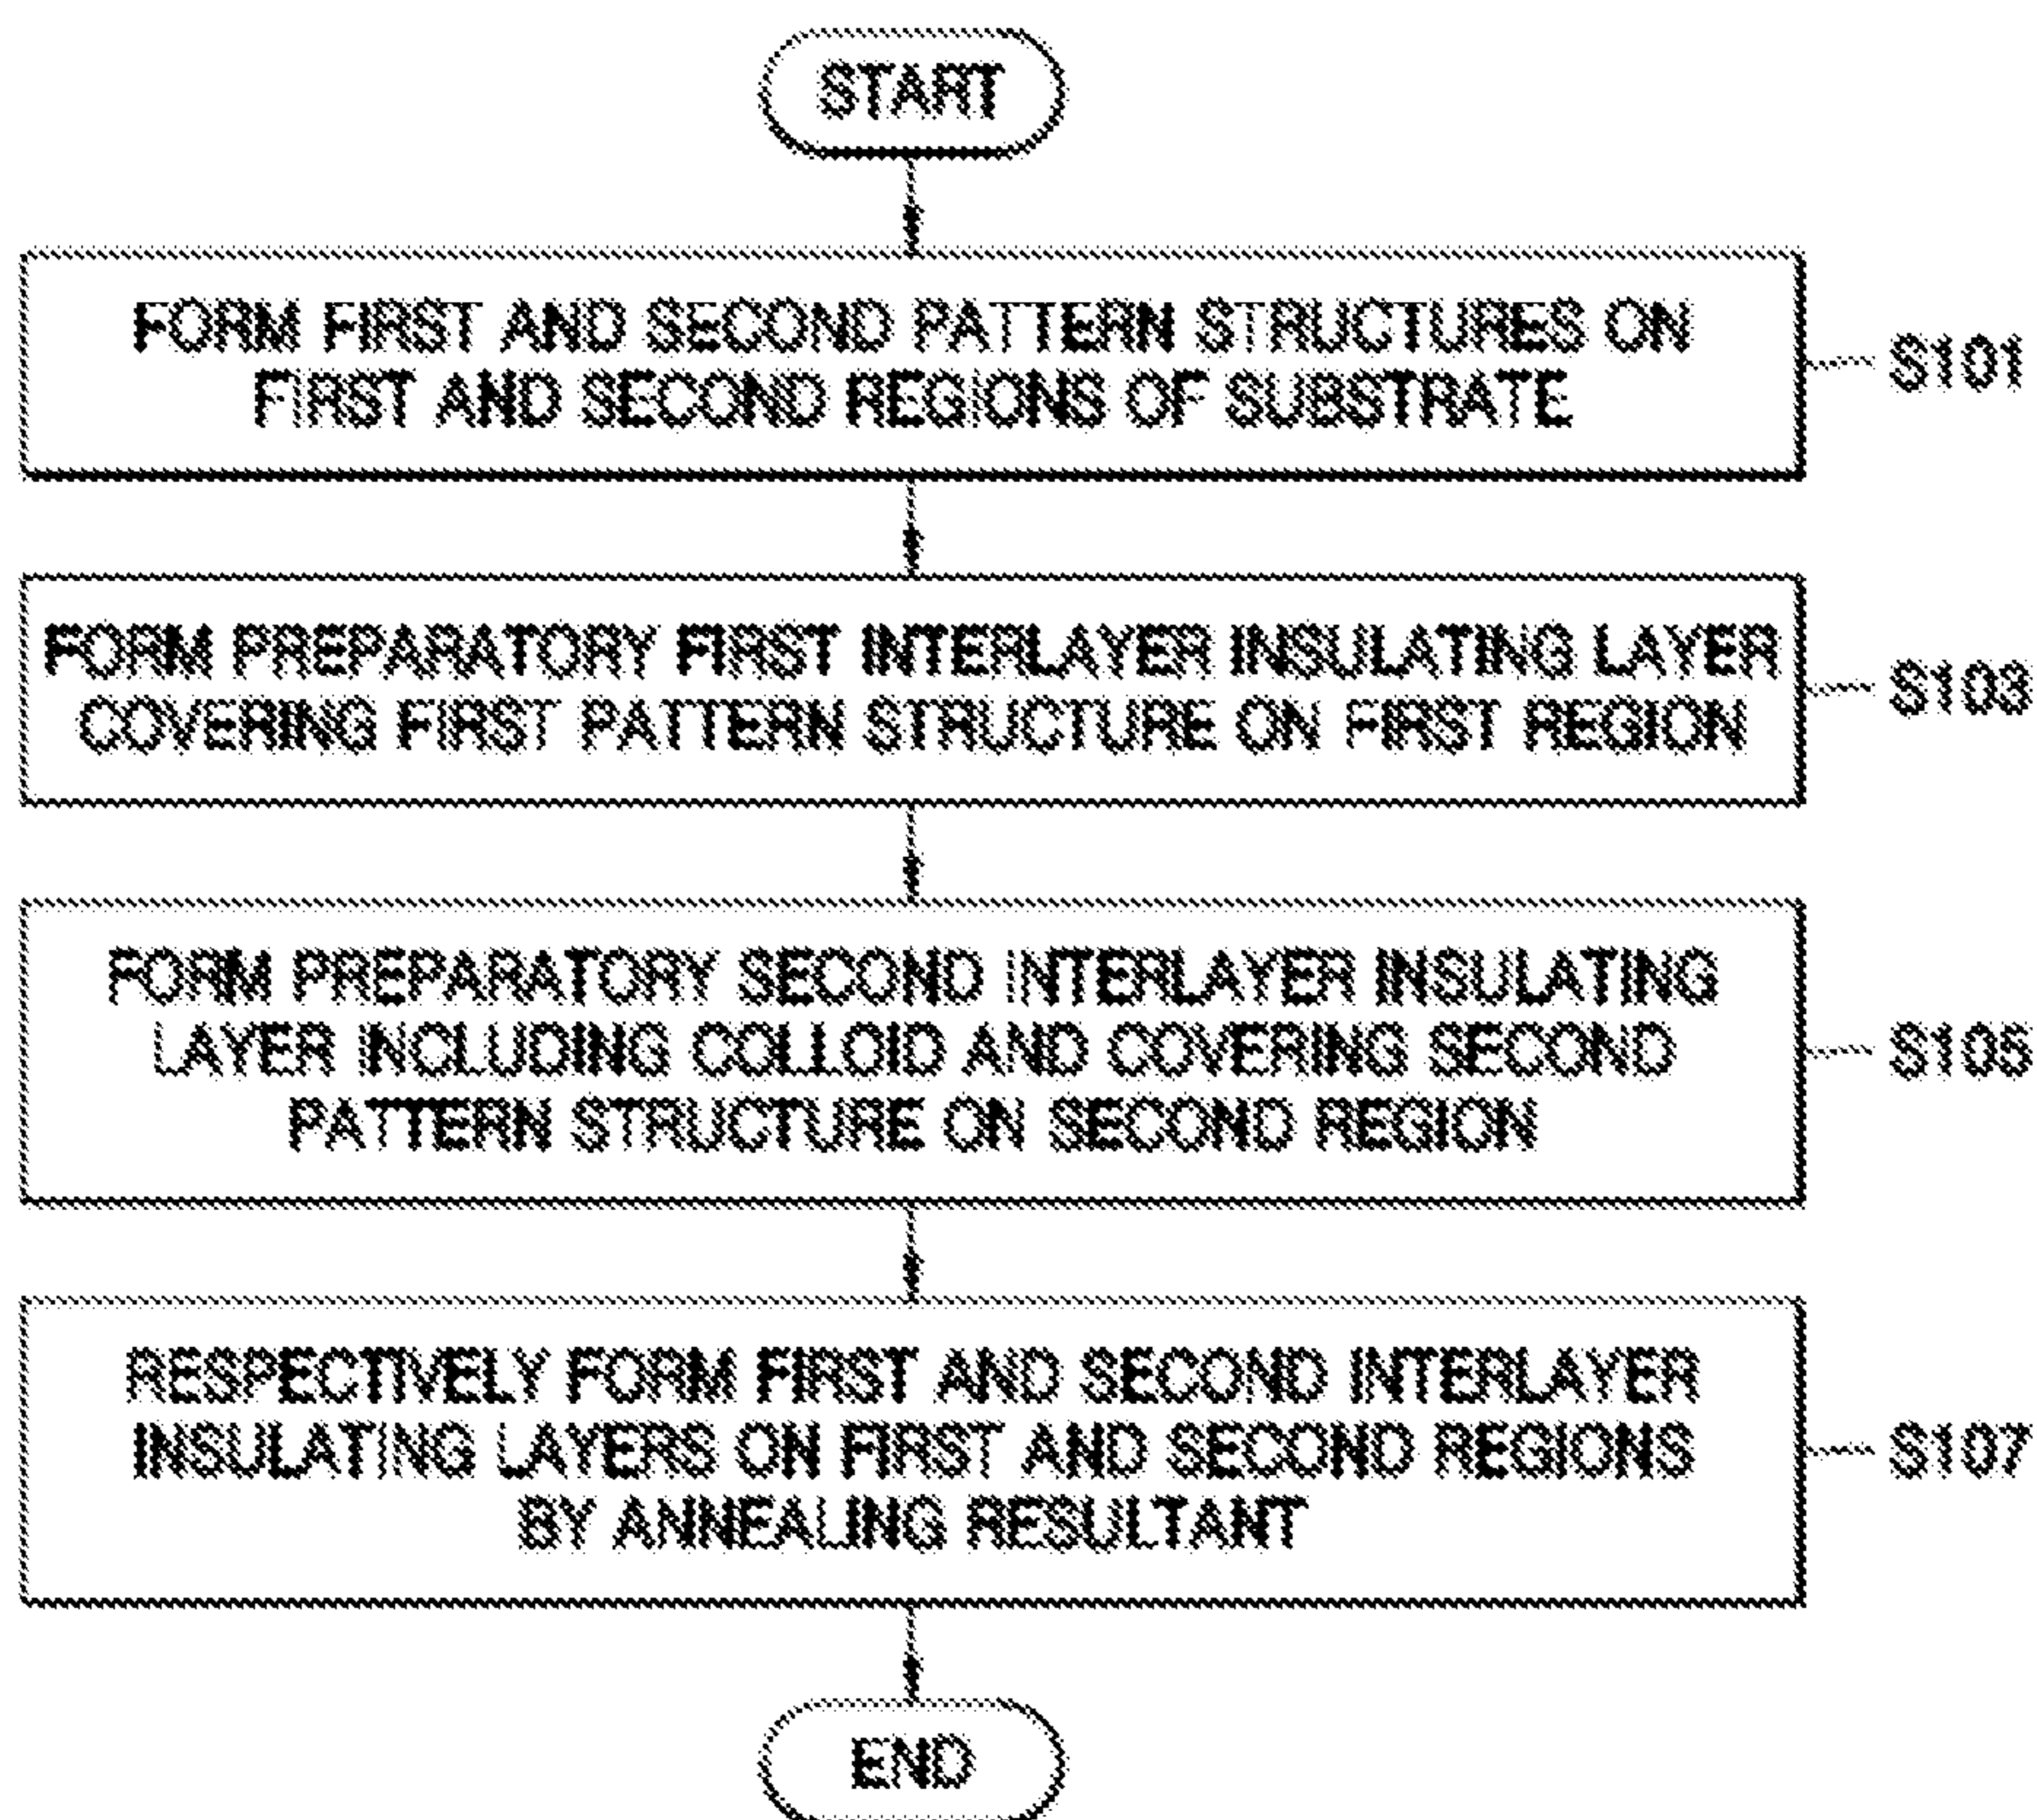 START
FORM FIRST AND SECOND PATTERN STRUCTURES ON
FIRST AND SECOND REGIONS OF SUBSTRATE
S101
FORM PREPARATORY FIRST INTERLAYER INSULATING LAYER
COVERING FIRST PATTERN STRUCTURE ON FIRST REGION
S103
FORM PREPARATORY SECOND INTERLAYER INSULATING
LAYER INCLUDING COLLOID AND COVERING SECOND
PATTERN STRUCTURE ON SECOND REGION
S105
RESPECTIVELY FORM FIRST AND SECOND INTERLAYER
INSULATING LAYERS ON FIRST AND SECOND REGIONS
BY ANNEALING RESULTANT
S107
END